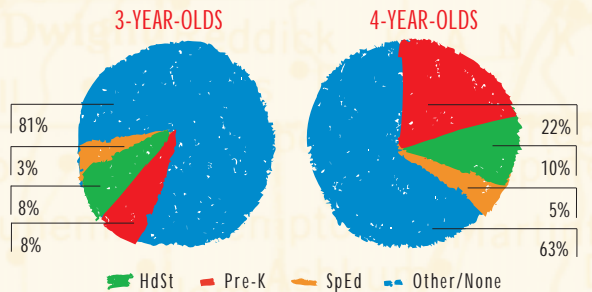 3-YEAR-OLDS
81%
3%
8%
8%
4-YEAR-OLDS
22%
10%
5%
63%
HdSt Pre-K SpEd Other/None